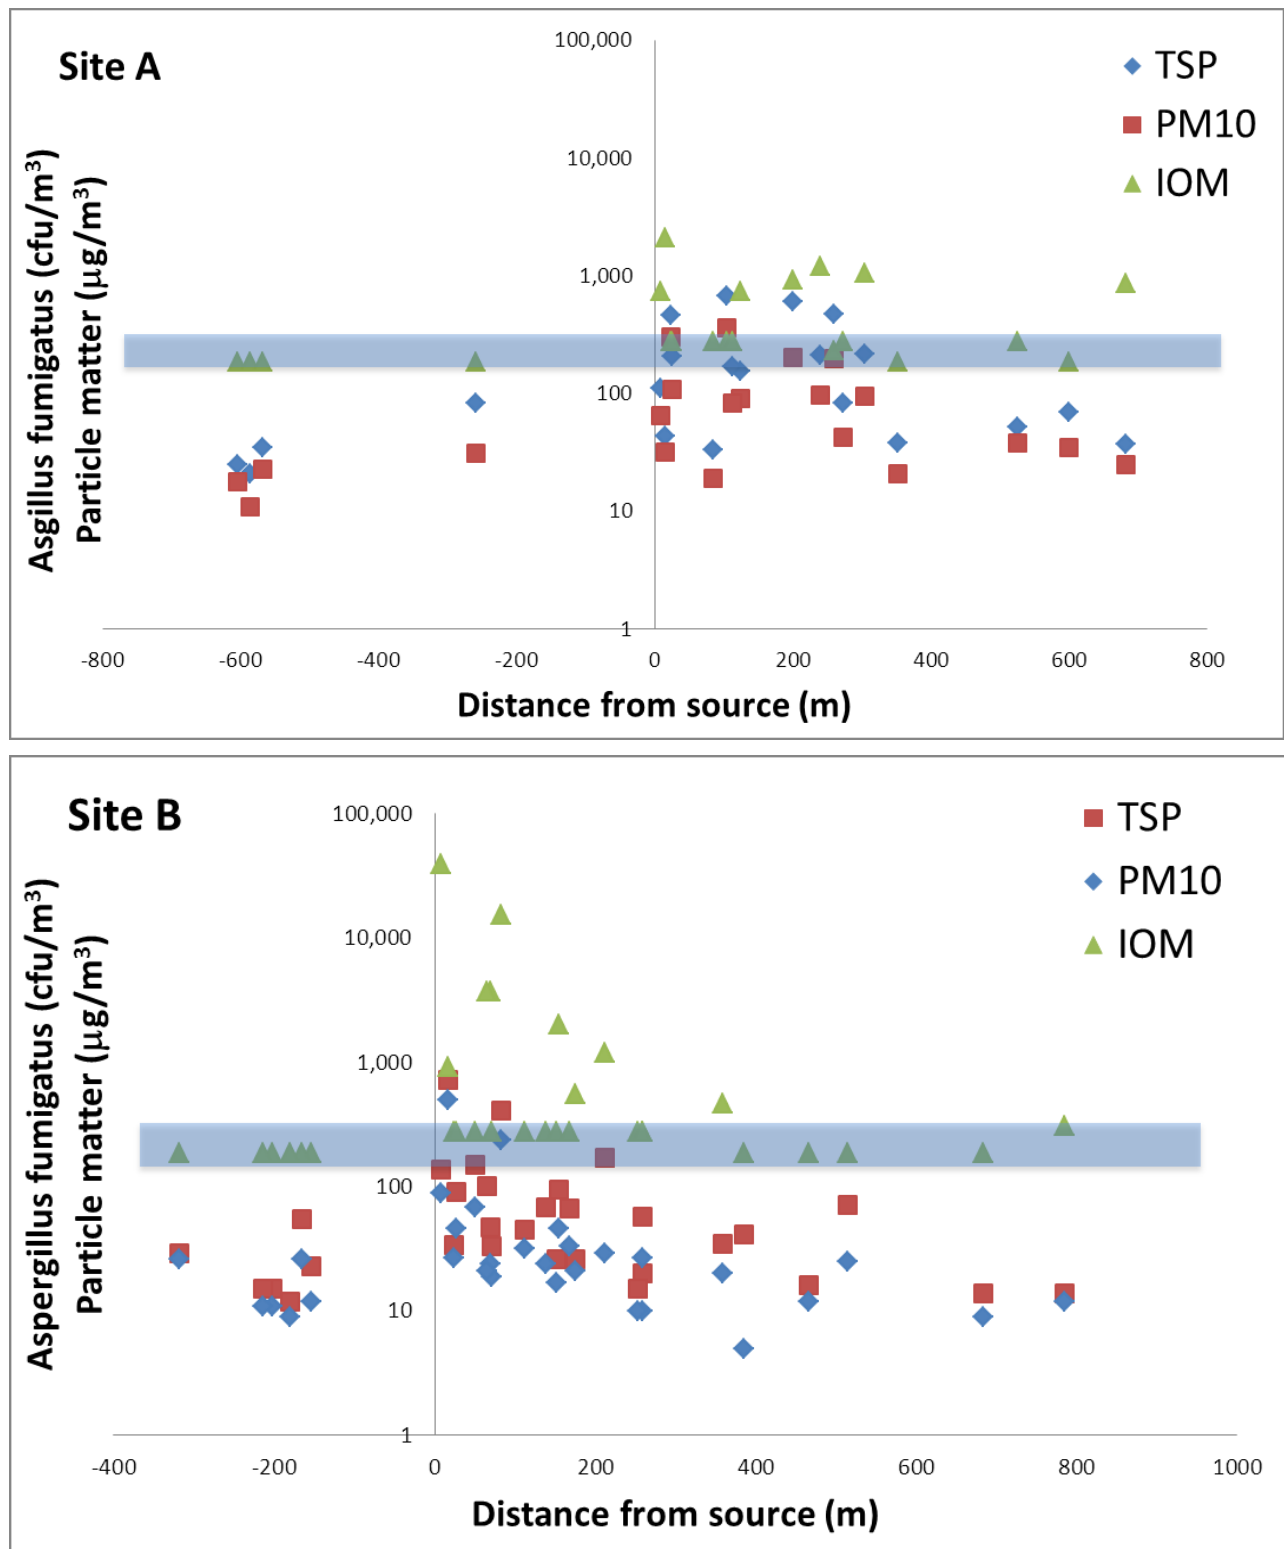 Site A
TSP
PM10
IOM
Asgillus fumigatus (cfu/m³)
Particle matter (µg/m³)
100,000
10,000
1,000
100
10
1
-800 -600 -400 -200 0 200 400 600 800
Distance from source (m)
Site B
TSP
PM10
IOM
Aspergillus fumigatus (cfu/m³)
Particle matter (µg/m³)
100,000
10,000
1,000
100
10
1
-400 -200 0 200 400 600 800 1000
Distance from source (m)